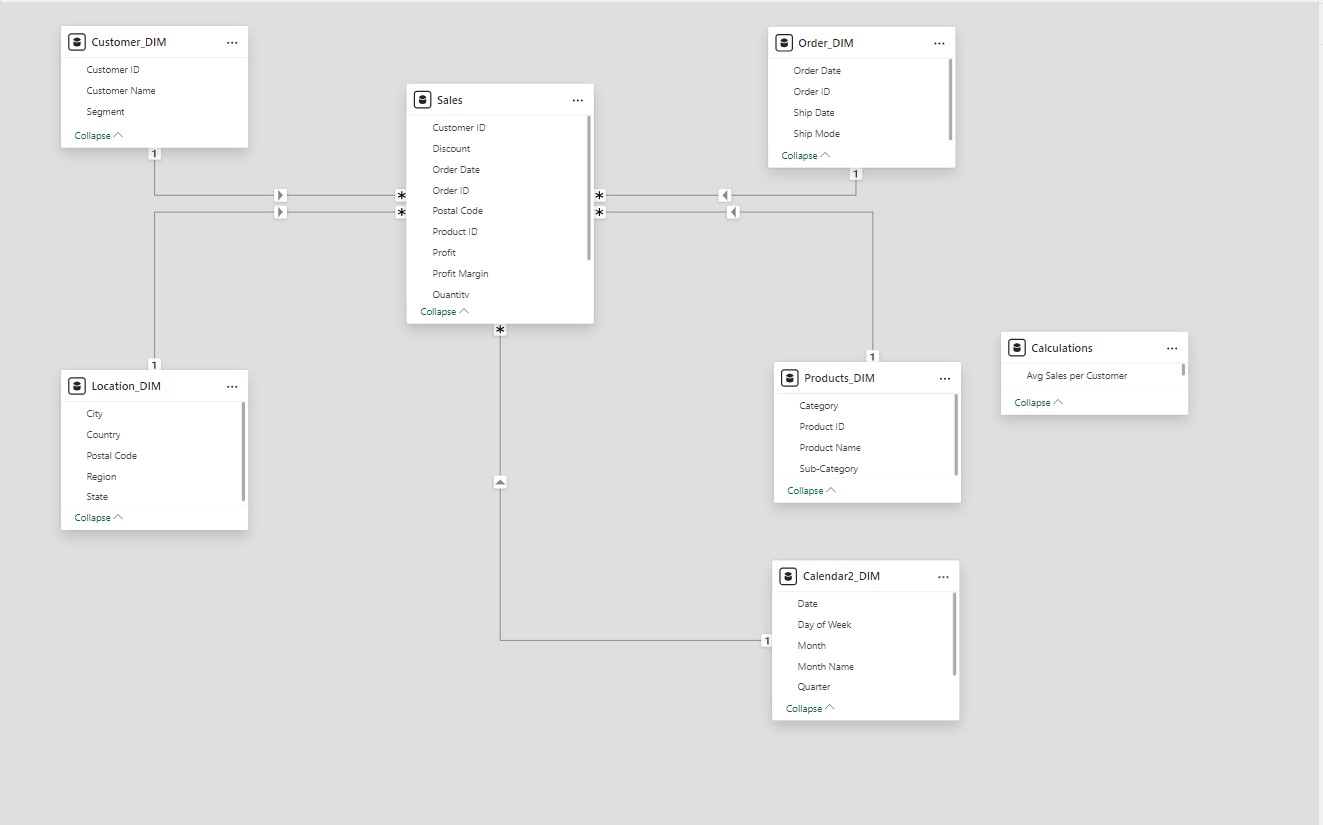 Customer_DIM
Customer ID
Customer Name
Segment
Collapse
1
Sales
Customer ID
Discount
Order Date
Order ID
Postal Code
Product ID
Profit
Profit Margin
Quantity
Collapse
*
*
*
*
*
Order_DIM
Order Date
Order ID
Ship Date
Ship Mode
Collapse
1
1
Location_DIM
City
Country
Postal Code
Region
State
Collapse
1
Products_DIM
Category
Product ID
Product Name
Sub-Category
Collapse
Calculations
Avg Sales per Customer
Collapse
1
Calendar2_DIM
Date
Day of Week
Month
Month Name
Quarter
Collapse